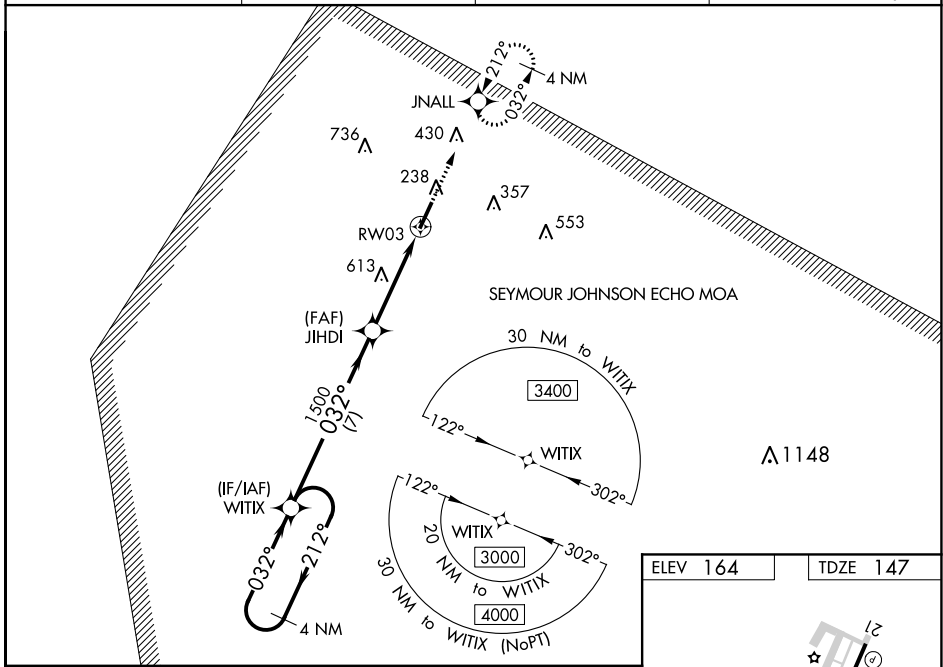 212°
4 NM
032°
JNALL
736
430
238
357
RW03
553
613
SEYMOUR JOHNSON ECHO MOA
(FAF)
JIHDI
30 NM to WITIX
3400
1500
032°
(7)
122°
WITIX
1148
302°
(IF/IAF)
WITIX
122°
WITIX
302°
20 NM to WITIX
3000
30 NM to WITIX (NoPT)
4000
032°
212°
4 NM
ELEV 164
TDZE 147
21
P